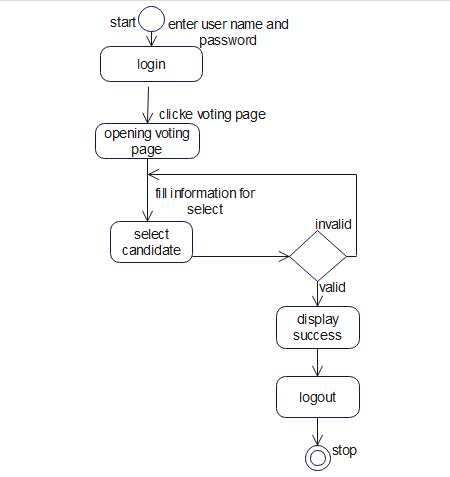 start
enter user name and
password
login
clicke voting page
opening voting
page
fill information for
select
select
candidate
invalid
valid
display
success
logout
stop